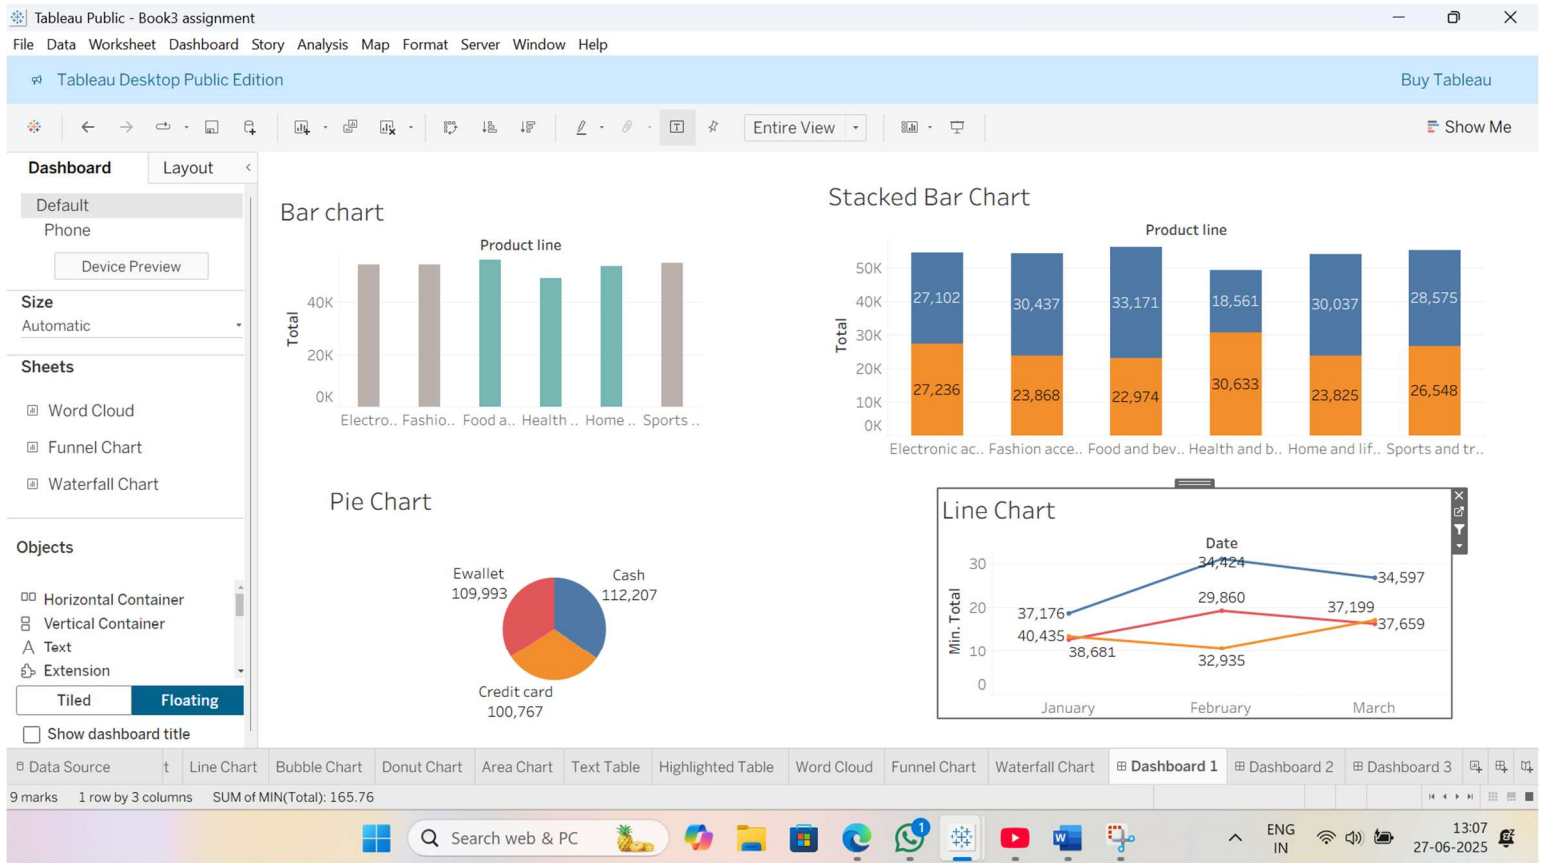 Tableau Public - Book3 assignment
File Data Worksheet Dashboard Story Analysis Map Format Server Window Help
Tableau Desktop Public Edition
Buy Tableau
Entire View
Show Me
Dashboard
Layout
Default
Phone
Device Preview
Size
Automatic
Sheets
Word Cloud
Funnel Chart
Waterfall Chart
Objects
Horizontal Container
Vertical Container
Text
Extension
Tiled
Floating
Show dashboard title
Bar chart
Product line
Total
40K
20K
0K
Electro.. Fashio.. Food a.. Health .. Home .. Sports ..
Stacked Bar Chart
Product line
Total
50K
40K
30K
20K
10K
0K
27,102 30,437 33,171 18,561 30,037 28,575
27,236 23,868 22,974 30,633 23,825 26,548
Electronic ac.. Fashion acce.. Food and bev.. Health and b.. Home and lif.. Sports and tr..
Pie Chart
Ewallet
109,993
Cash
112,207
Credit card
100,767
Line Chart
Date
Min. Total
30
20
10
0
34,424
34,597
37,176
29,860
37,199
40,435
37,659
38,681
32,935
January February March
Data Source
t
Line Chart
Bubble Chart
Donut Chart
Area Chart
Text Table
Highlighted Table
Word Cloud
Funnel Chart
Waterfall Chart
Dashboard 1
Dashboard 2
Dashboard 3
9 marks 1 row by 3 columns SUM of MIN(Total): 165.76
Search web & PC
1
ENG
IN
13:07
27-06-2025